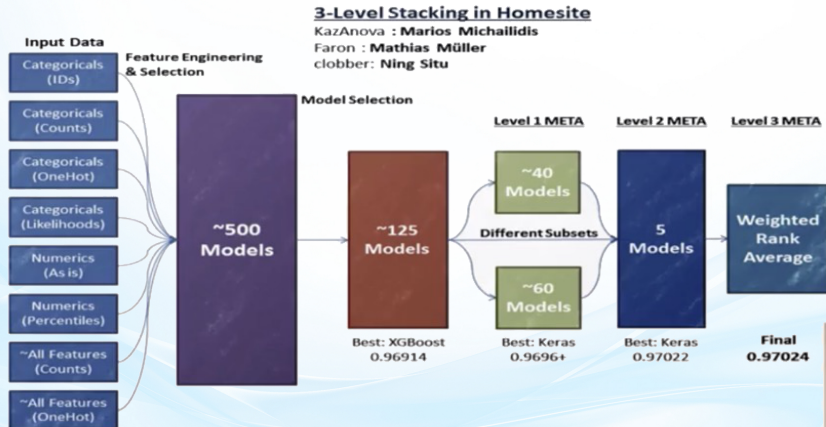 3-Level Stacking in Homesite
KazAnova : Marios Michailidis
Faron : Mathias Müller
clobber: Ning Situ
Input Data
Categoricals
(IDs)
Categoricals
(Counts)
Categoricals
(OneHot)
Categoricals
(Likelihoods)
Numerics
(As is)
Numerics
(Percentiles)
~All Features
(Counts)
~All Features
(OneHot)
Feature Engineering
& Selection
~500
Models
Model Selection
~125
Models
Best: XGBoost
0.96914
Level 1 META
~40
Models
Different Subsets
~60
Models
Best: Keras
0.9696+
Level 2 META
5
Models
Best: Keras
0.97022
Level 3 META
Weighted
Rank
Average
Final
0.97024